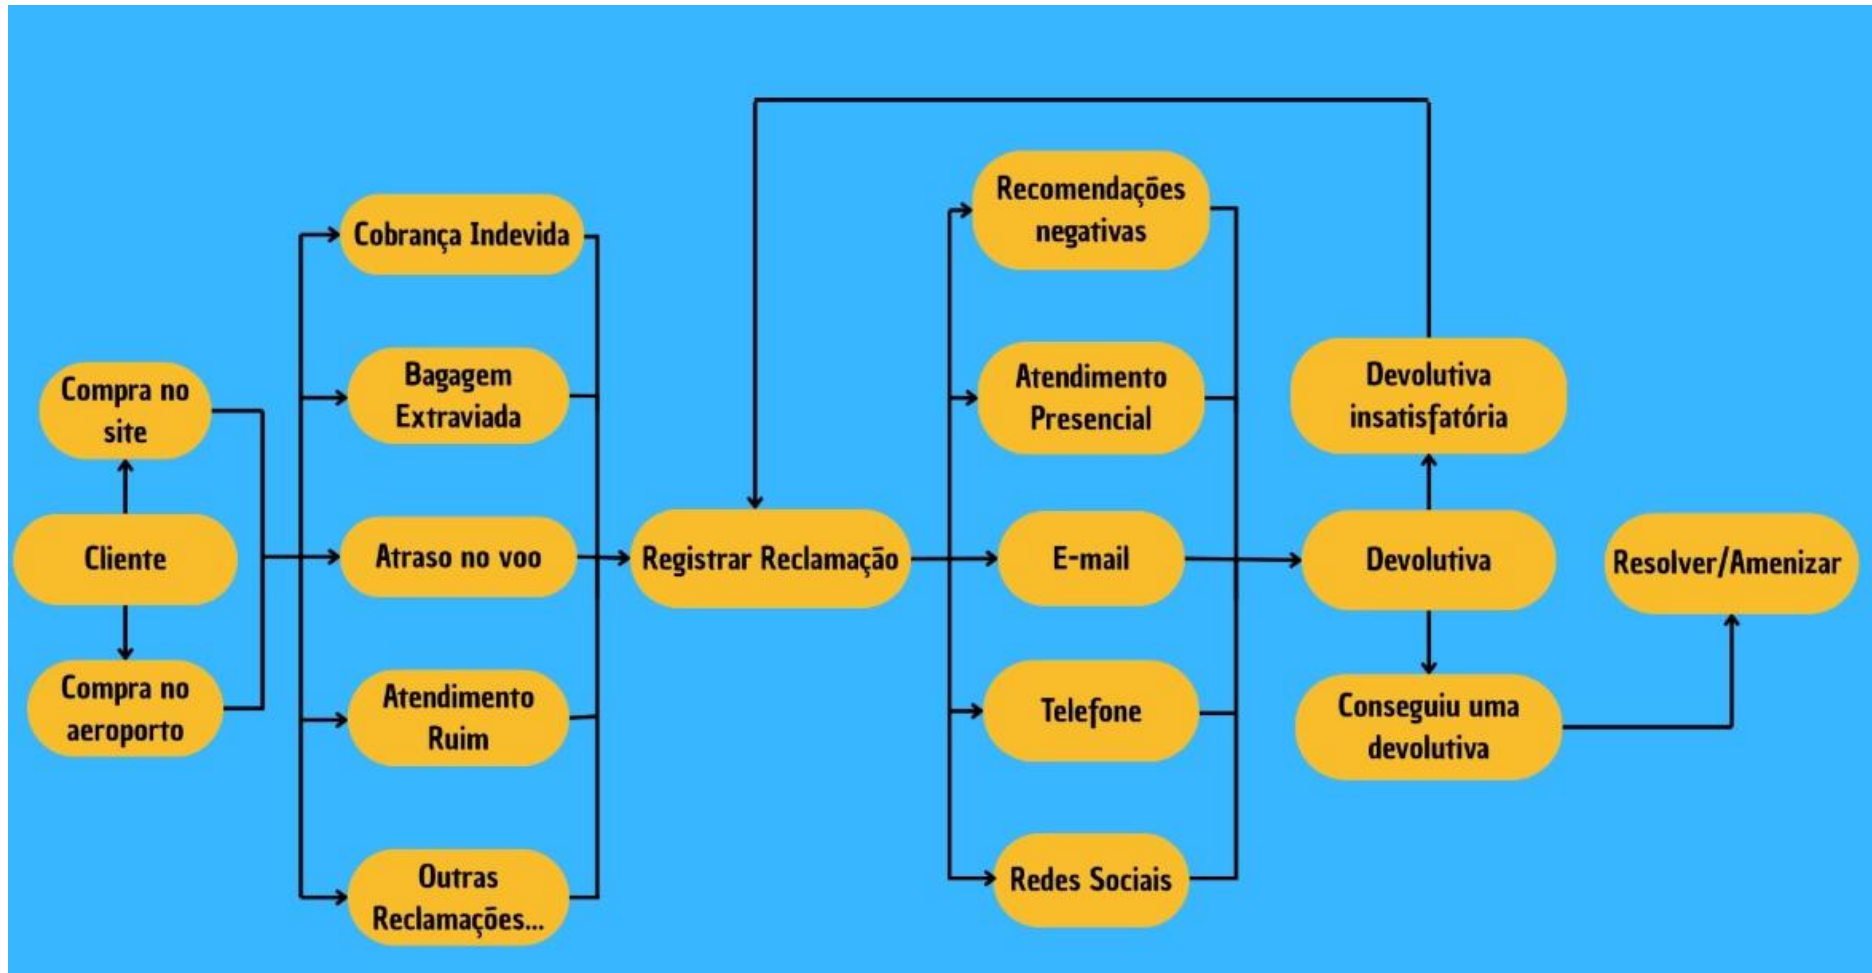 Compra no
site
Cliente
Compra no
aeroporto
Cobrança Indevida
Bagagem
Extraviada
Atraso no voo
Atendimento
Ruim
Outras
Reclamações...
Registrar Reclamação
Recomendações
negativas
Atendimento
Presencial
E-mail
Telefone
Redes Sociais
Devolutiva
insatisfatória
Devolutiva
Conseguiu uma
devolutiva
Resolver/Amenizar